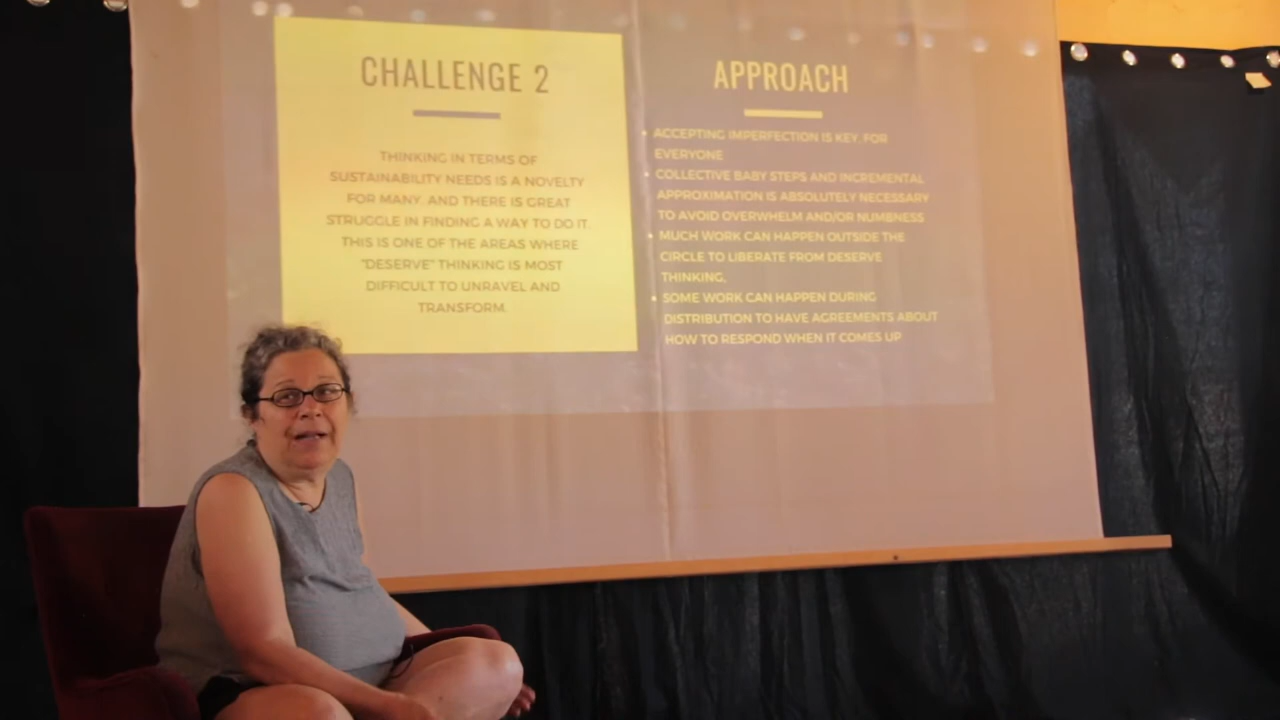 CHALLENGE 2
THINKING IN TERMS OF
SUSTAINABILITY NEEDS IS A NOVELTY
FOR MANY, AND THERE IS GREAT
STRUGGLE IN FINDING A WAY TO DO IT.
THIS IS ONE OF THE AREAS WHERE
"DESERVE" THINKING IS MOST
DIFFICULT TO UNRAVEL AND
TRANSFORM.
APPROACH
• ACCEPTING IMPERFECTION IS KEY, FOR
EVERYONE
• COLLECTIVE BABY STEPS AND INCREMENTAL
APPROXIMATION IS ABSOLUTELY NECESSARY
TO AVOID OVERWHELM AND/OR NUMBNESS
• MUCH WORK CAN HAPPEN OUTSIDE THE
CIRCLE TO LIBERATE FROM DESERVE
THINKING,
• SOME WORK CAN HAPPEN DURING
DISTRIBUTION TO HAVE AGREEMENTS ABOUT
HOW TO RESPOND WHEN IT COMES UP